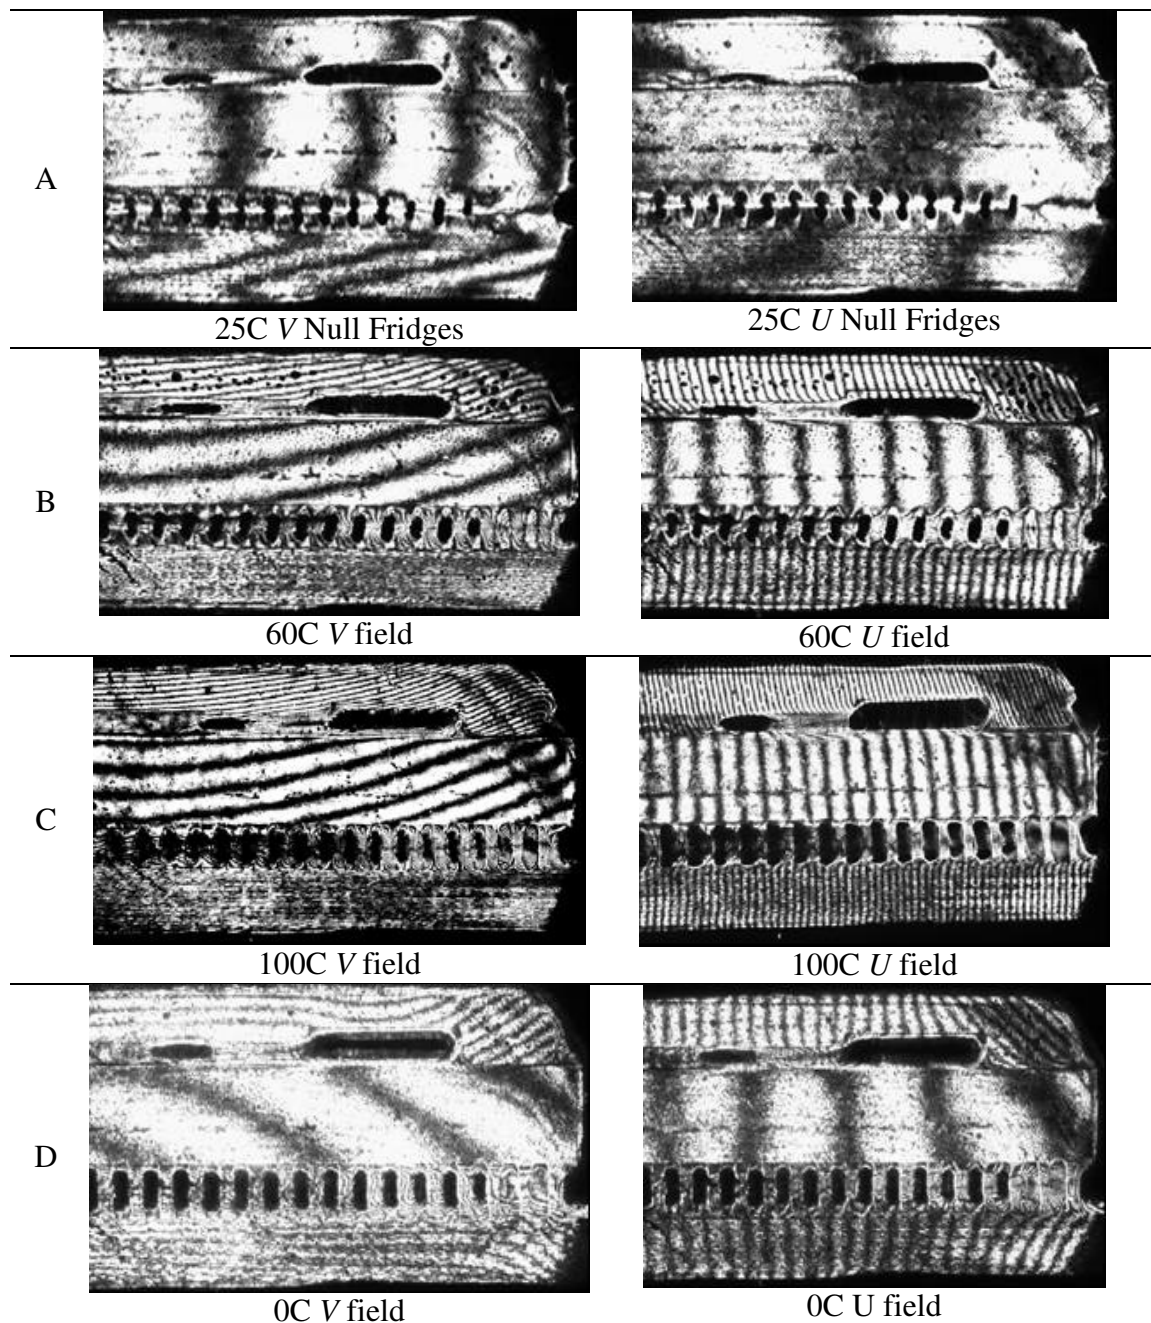 A
25C V Null Fridges
25C U Null Fridges
B
60C V field
60C U field
C
100C V field
100C U field
D
0C V field
0C U field